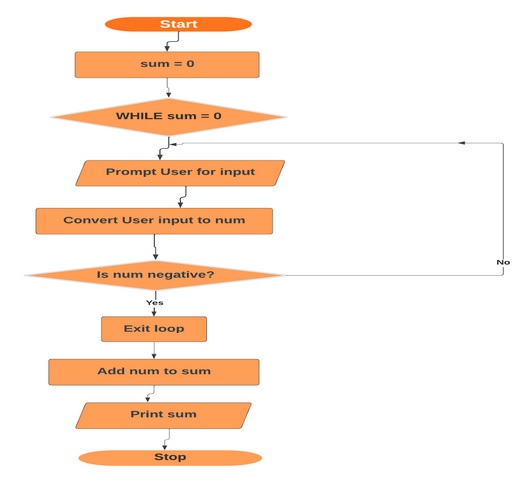 Start
sum = 0
WHILE sum = 0
Prompt User for input
Convert User input to num
Is num negative?
No
Yes
Exit loop
Add num to sum
Print sum
Stop